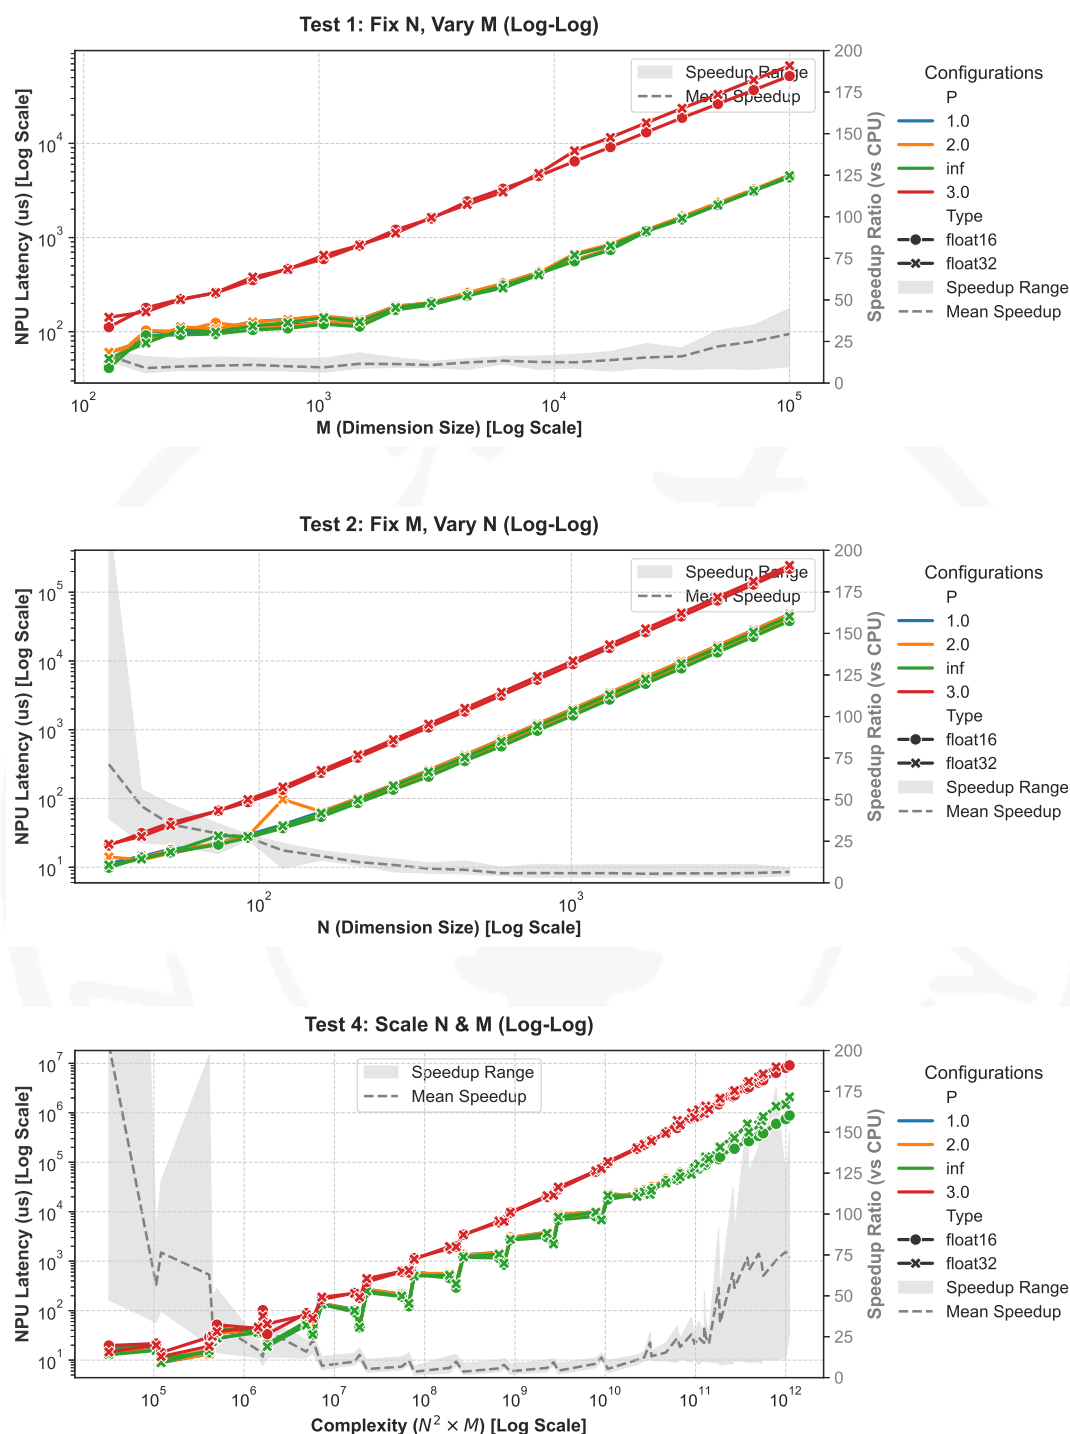 Test 1: Fix N, Vary M (Log-Log)
NPU Latency (us) [Log Scale]
10^4
10^3
10^2
10^2
10^3
10^4
10^5
M (Dimension Size) [Log Scale]
Speedup Range
Mean Speedup
200
175
150
125
100
75
50
25
0
Speedup Ratio (vs CPU)
Configurations
P
1.0
2.0
inf
3.0
Type
float16
float32
Speedup Range
Mean Speedup
Test 2: Fix M, Vary N (Log-Log)
NPU Latency (us) [Log Scale]
10^5
10^4
10^3
10^2
10^1
10^2
10^3
N (Dimension Size) [Log Scale]
Speedup Range
Mean Speedup
200
175
150
125
100
75
50
25
0
Speedup Ratio (vs CPU)
Configurations
P
1.0
2.0
inf
3.0
Type
float16
float32
Speedup Range
Mean Speedup
Test 4: Scale N & M (Log-Log)
NPU Latency (us) [Log Scale]
10^7
10^6
10^5
10^4
10^3
10^2
10^1
10^5
10^6
10^7
10^8
10^9
10^10
10^11
10^12
Complexity (N^2 × M) [Log Scale]
Speedup Range
Mean Speedup
200
175
150
125
100
75
50
25
0
Speedup Ratio (vs CPU)
Configurations
P
1.0
2.0
inf
3.0
Type
float16
float32
Speedup Range
Mean Speedup